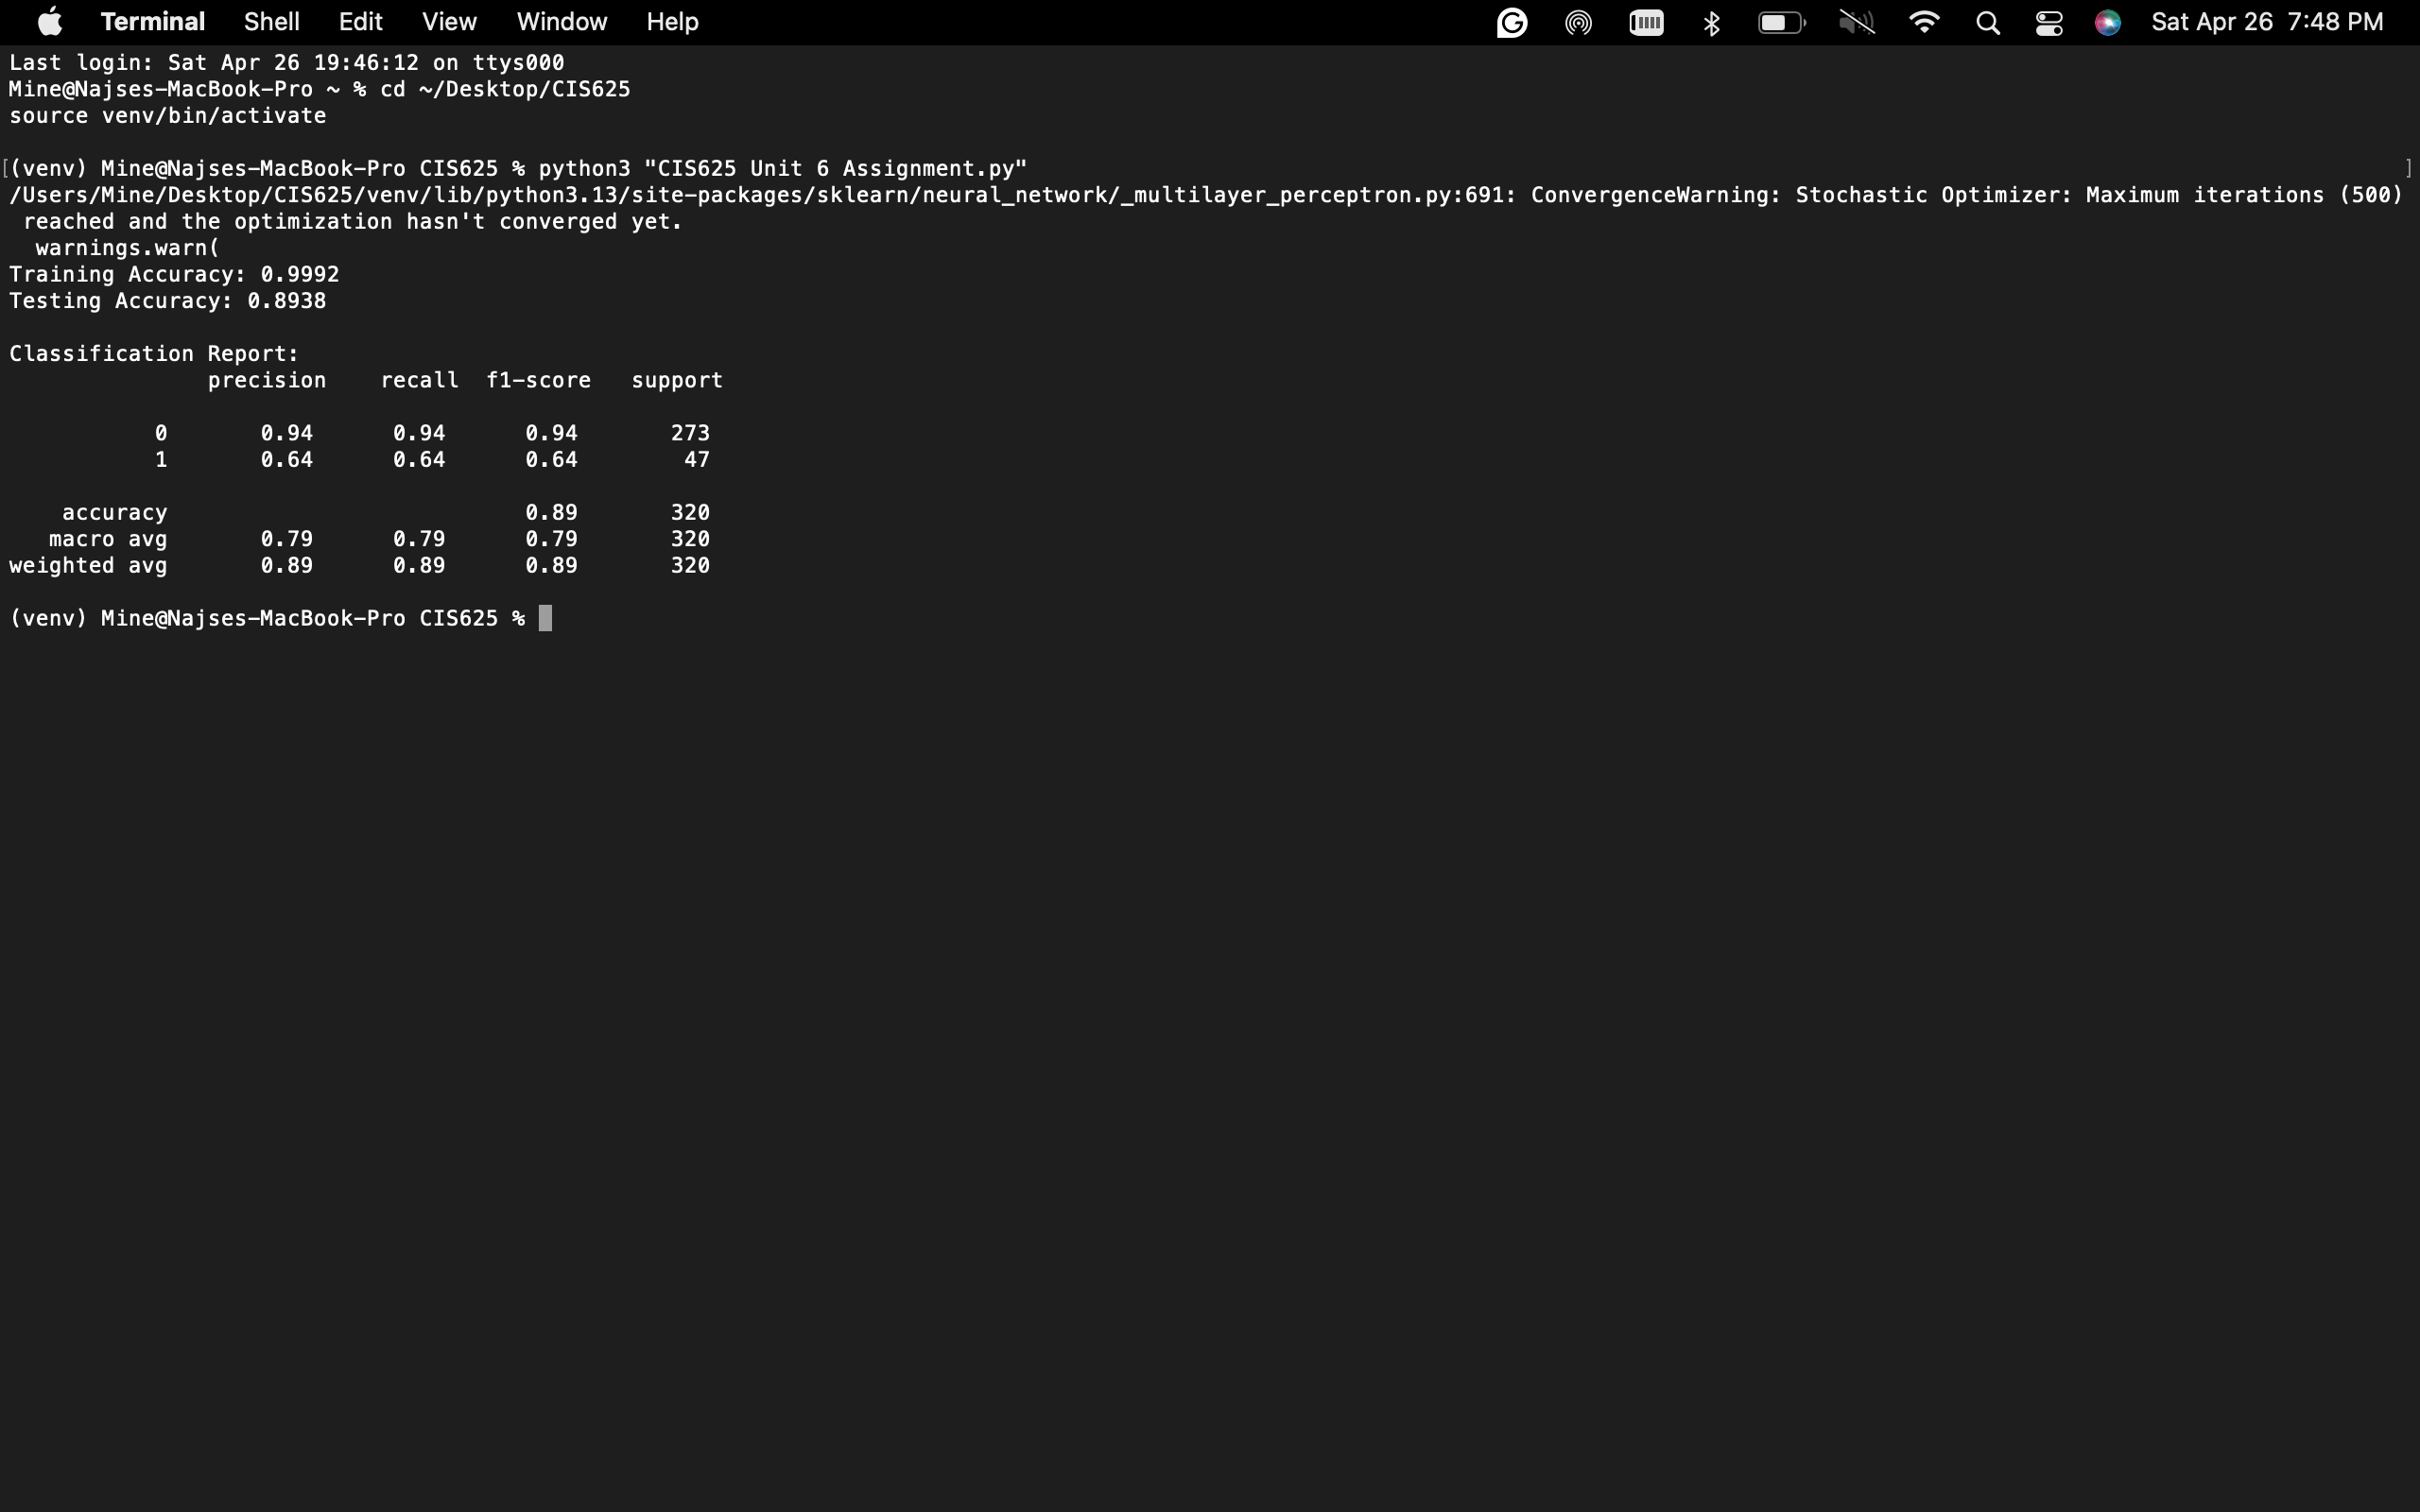 Terminal Shell Edit View Window Help Sat Apr 26 7:48 PM
Last login: Sat Apr 26 19:46:12 on ttys000
Mine@Najses-MacBook-Pro ~ % cd ~/Desktop/CIS625
source venv/bin/activate
[(venv) Mine@Najses-MacBook-Pro CIS625 % python3 "CIS625 Unit 6 Assignment.py" ]
/Users/Mine/Desktop/CIS625/venv/lib/python3.13/site-packages/sklearn/neural_network/_multilayer_perceptron.py:691: ConvergenceWarning: Stochastic Optimizer: Maximum iterations (500)
reached and the optimization hasn't converged yet.
warnings.warn(
Training Accuracy: 0.9992
Testing Accuracy: 0.8938
Classification Report:
precision recall f1-score support
0 0.94 0.94 0.94 273
1 0.64 0.64 0.64 47
accuracy 0.89 320
macro avg 0.79 0.79 0.79 320
weighted avg 0.89 0.89 0.89 320
(venv) Mine@Najses-MacBook-Pro CIS625 %